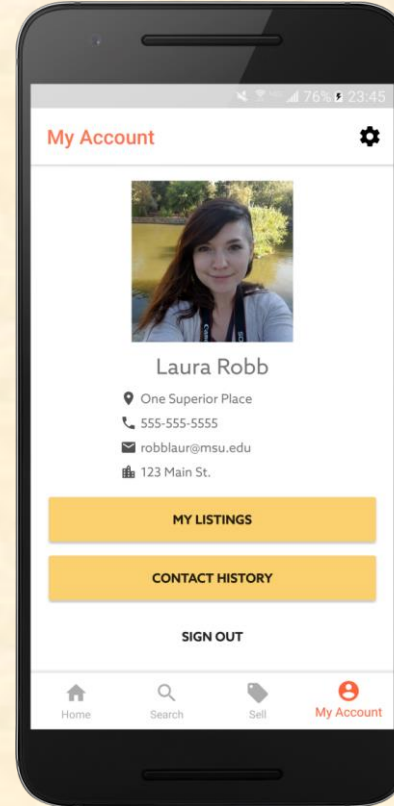 76% 23:45
My Account
Laura Robb
One Superior Place
555-555-5555
robblaur@msu.edu
123 Main St.
MY LISTINGS
CONTACT HISTORY
SIGN OUT
Home Search Sell My Account